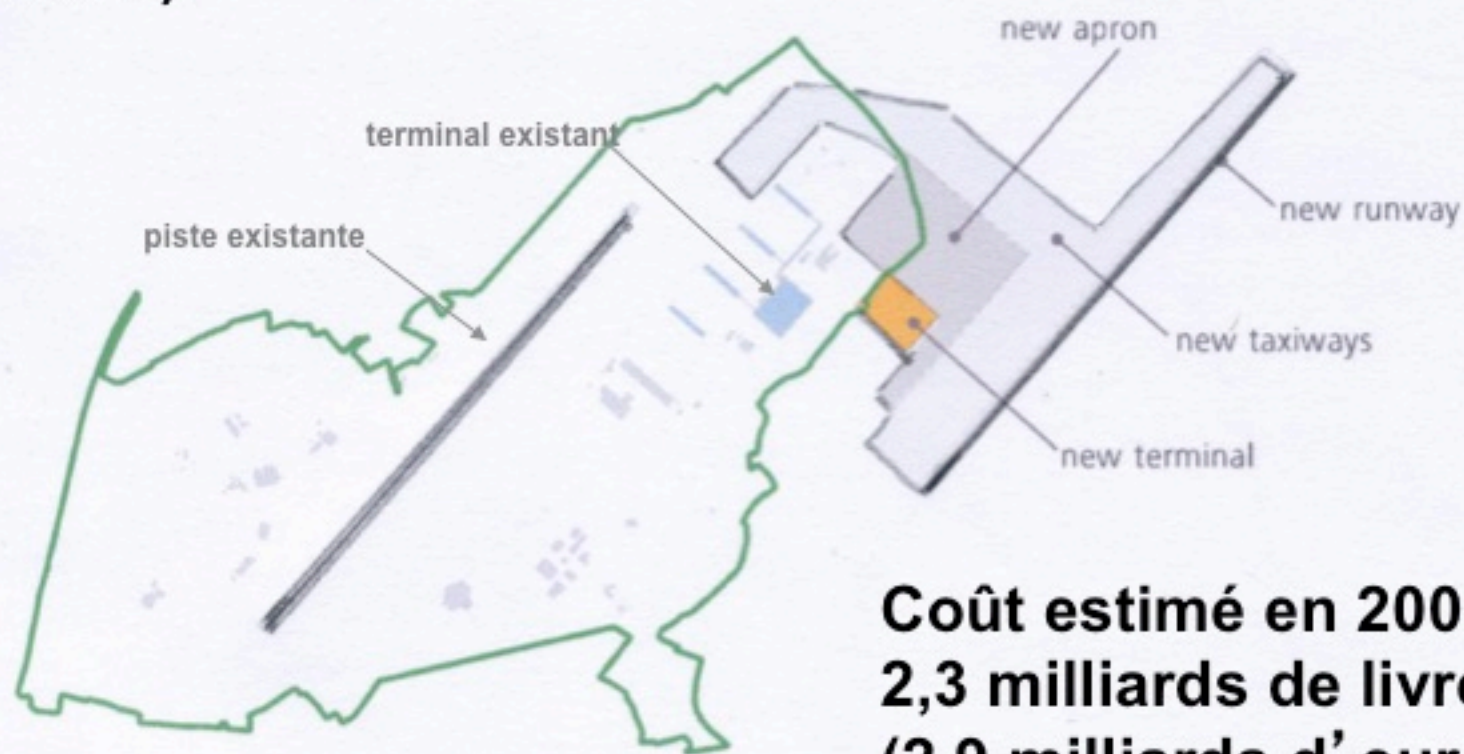 new apron
terminal existant
new runway
piste existante
new taxiways
new terminal
Coût estimé en 200
2,3 milliards de livre